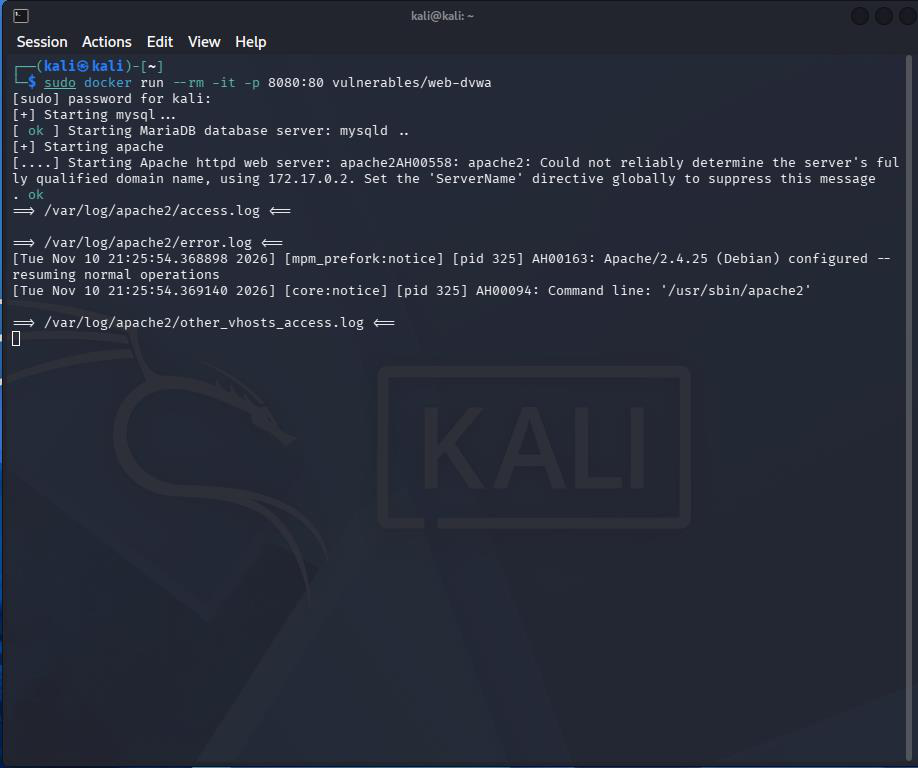 kali@kali: ~
Session Actions Edit View Help
┌──(kali㉿kali)-[~]
└─$ sudo docker run --rm -it -p 8080:80 vulnerables/web-dvwa
[sudo] password for kali:
[+] Starting mysql...
[ ok ] Starting MariaDB database server: mysqld ..
[+] Starting apache
[....] Starting Apache httpd web server: apache2AH00558: apache2: Could not reliably determine the server's ful
ly qualified domain name, using 172.17.0.2. Set the 'ServerName' directive globally to suppress this message
. ok
==> /var/log/apache2/access.log <==
==> /var/log/apache2/error.log <==
[Tue Nov 10 21:25:54.368898 2026] [mpm_prefork:notice] [pid 325] AH00163: Apache/2.4.25 (Debian) configured --
resuming normal operations
[Tue Nov 10 21:25:54.369140 2026] [core:notice] [pid 325] AH00094: Command line: '/usr/sbin/apache2'
==> /var/log/apache2/other_vhosts_access.log <==
KALI